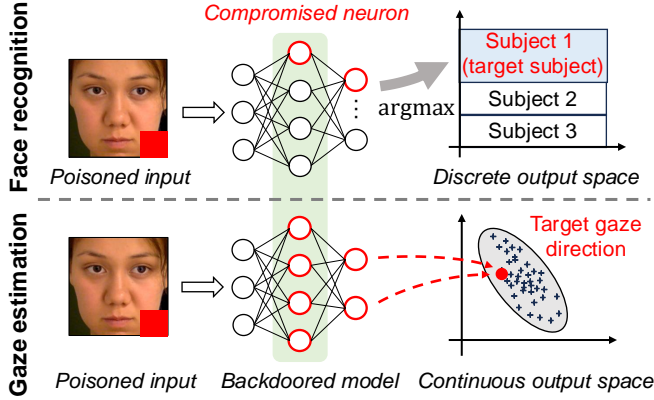 Face recognition
Compromised neuron
Subject 1
(target subject)
argmax
Subject 2
Subject 3
Poisoned input
Discrete output space
Gaze estimation
Target gaze
direction
Poisoned input
Backdoored model
Continuous output space